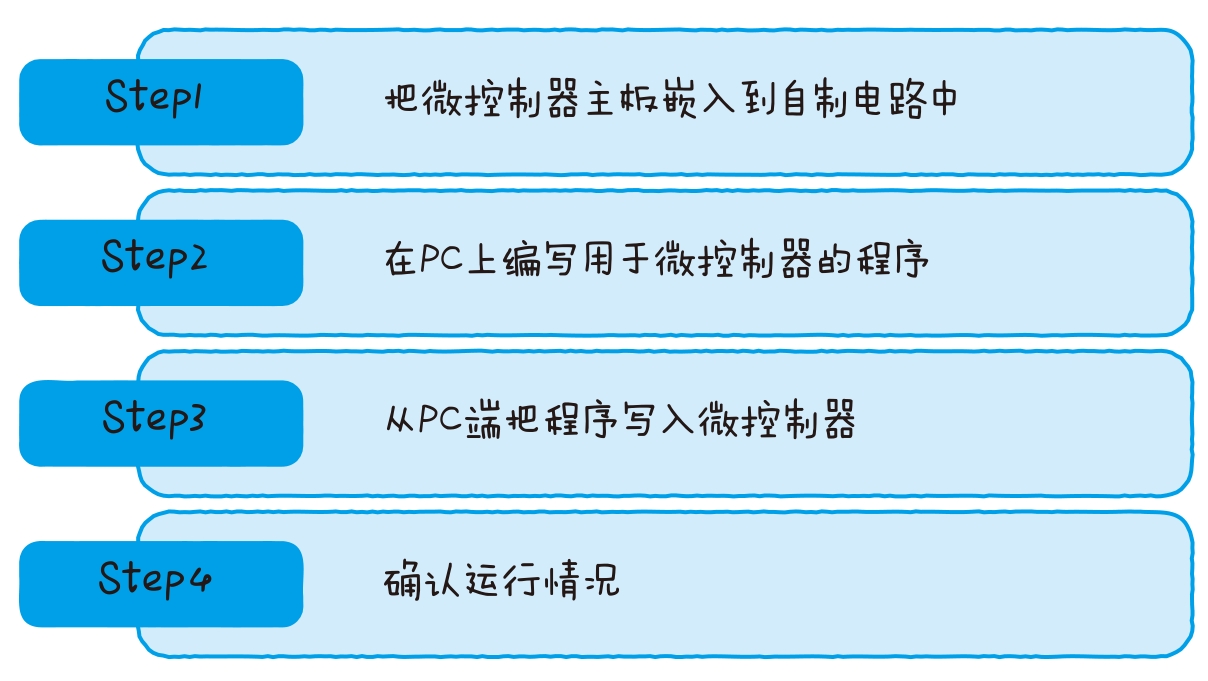 Step1
把微控制器主板嵌入到自制电路中
Step2
在PC上编写用于微控制器的程序
Step3
从PC端把程序写入微控制器
Step4
确认运行情况